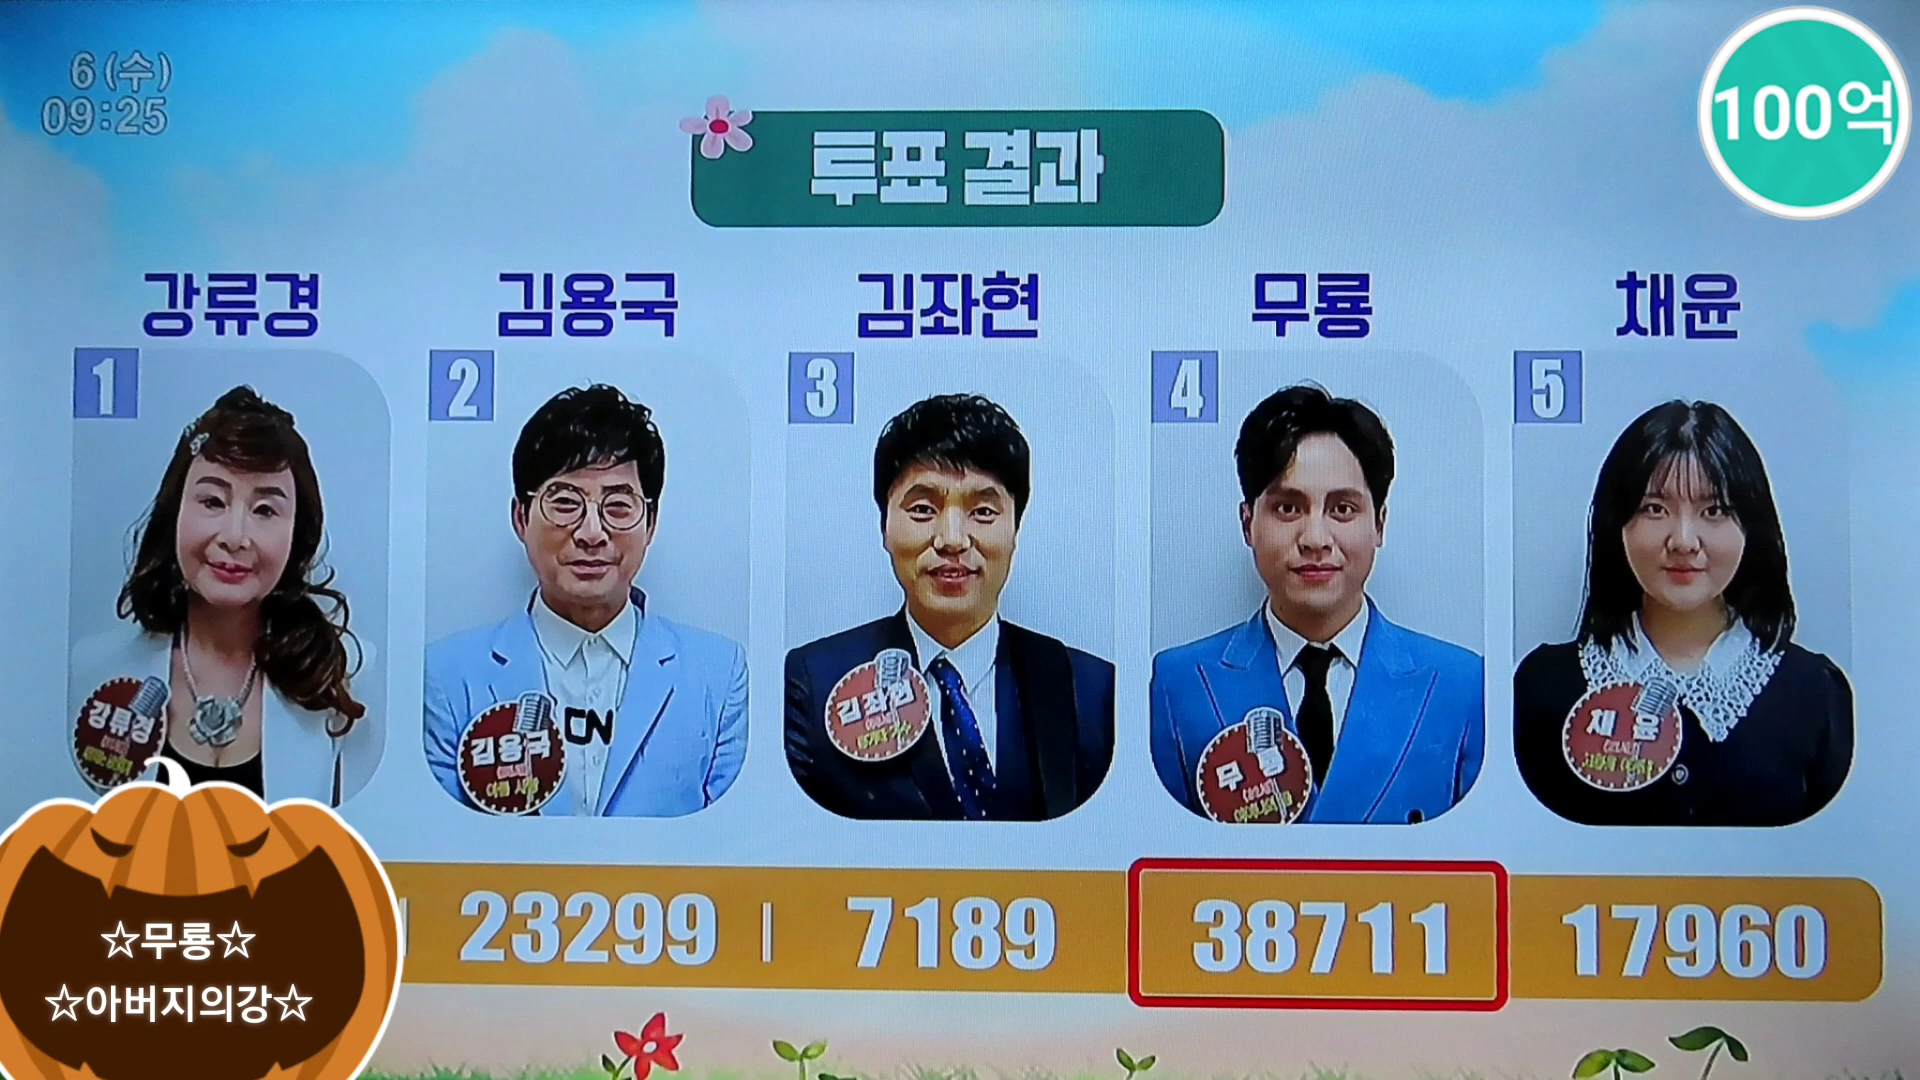 6(수)
09:25
100억
투표 결과
강류경
김용국
김좌현
무룡
채윤
1
2
3
4
5
강류경
김용국
김좌현
무룡
채윤
CN
23299
7189
38711
17960
☆무룡☆
☆아버지의강☆